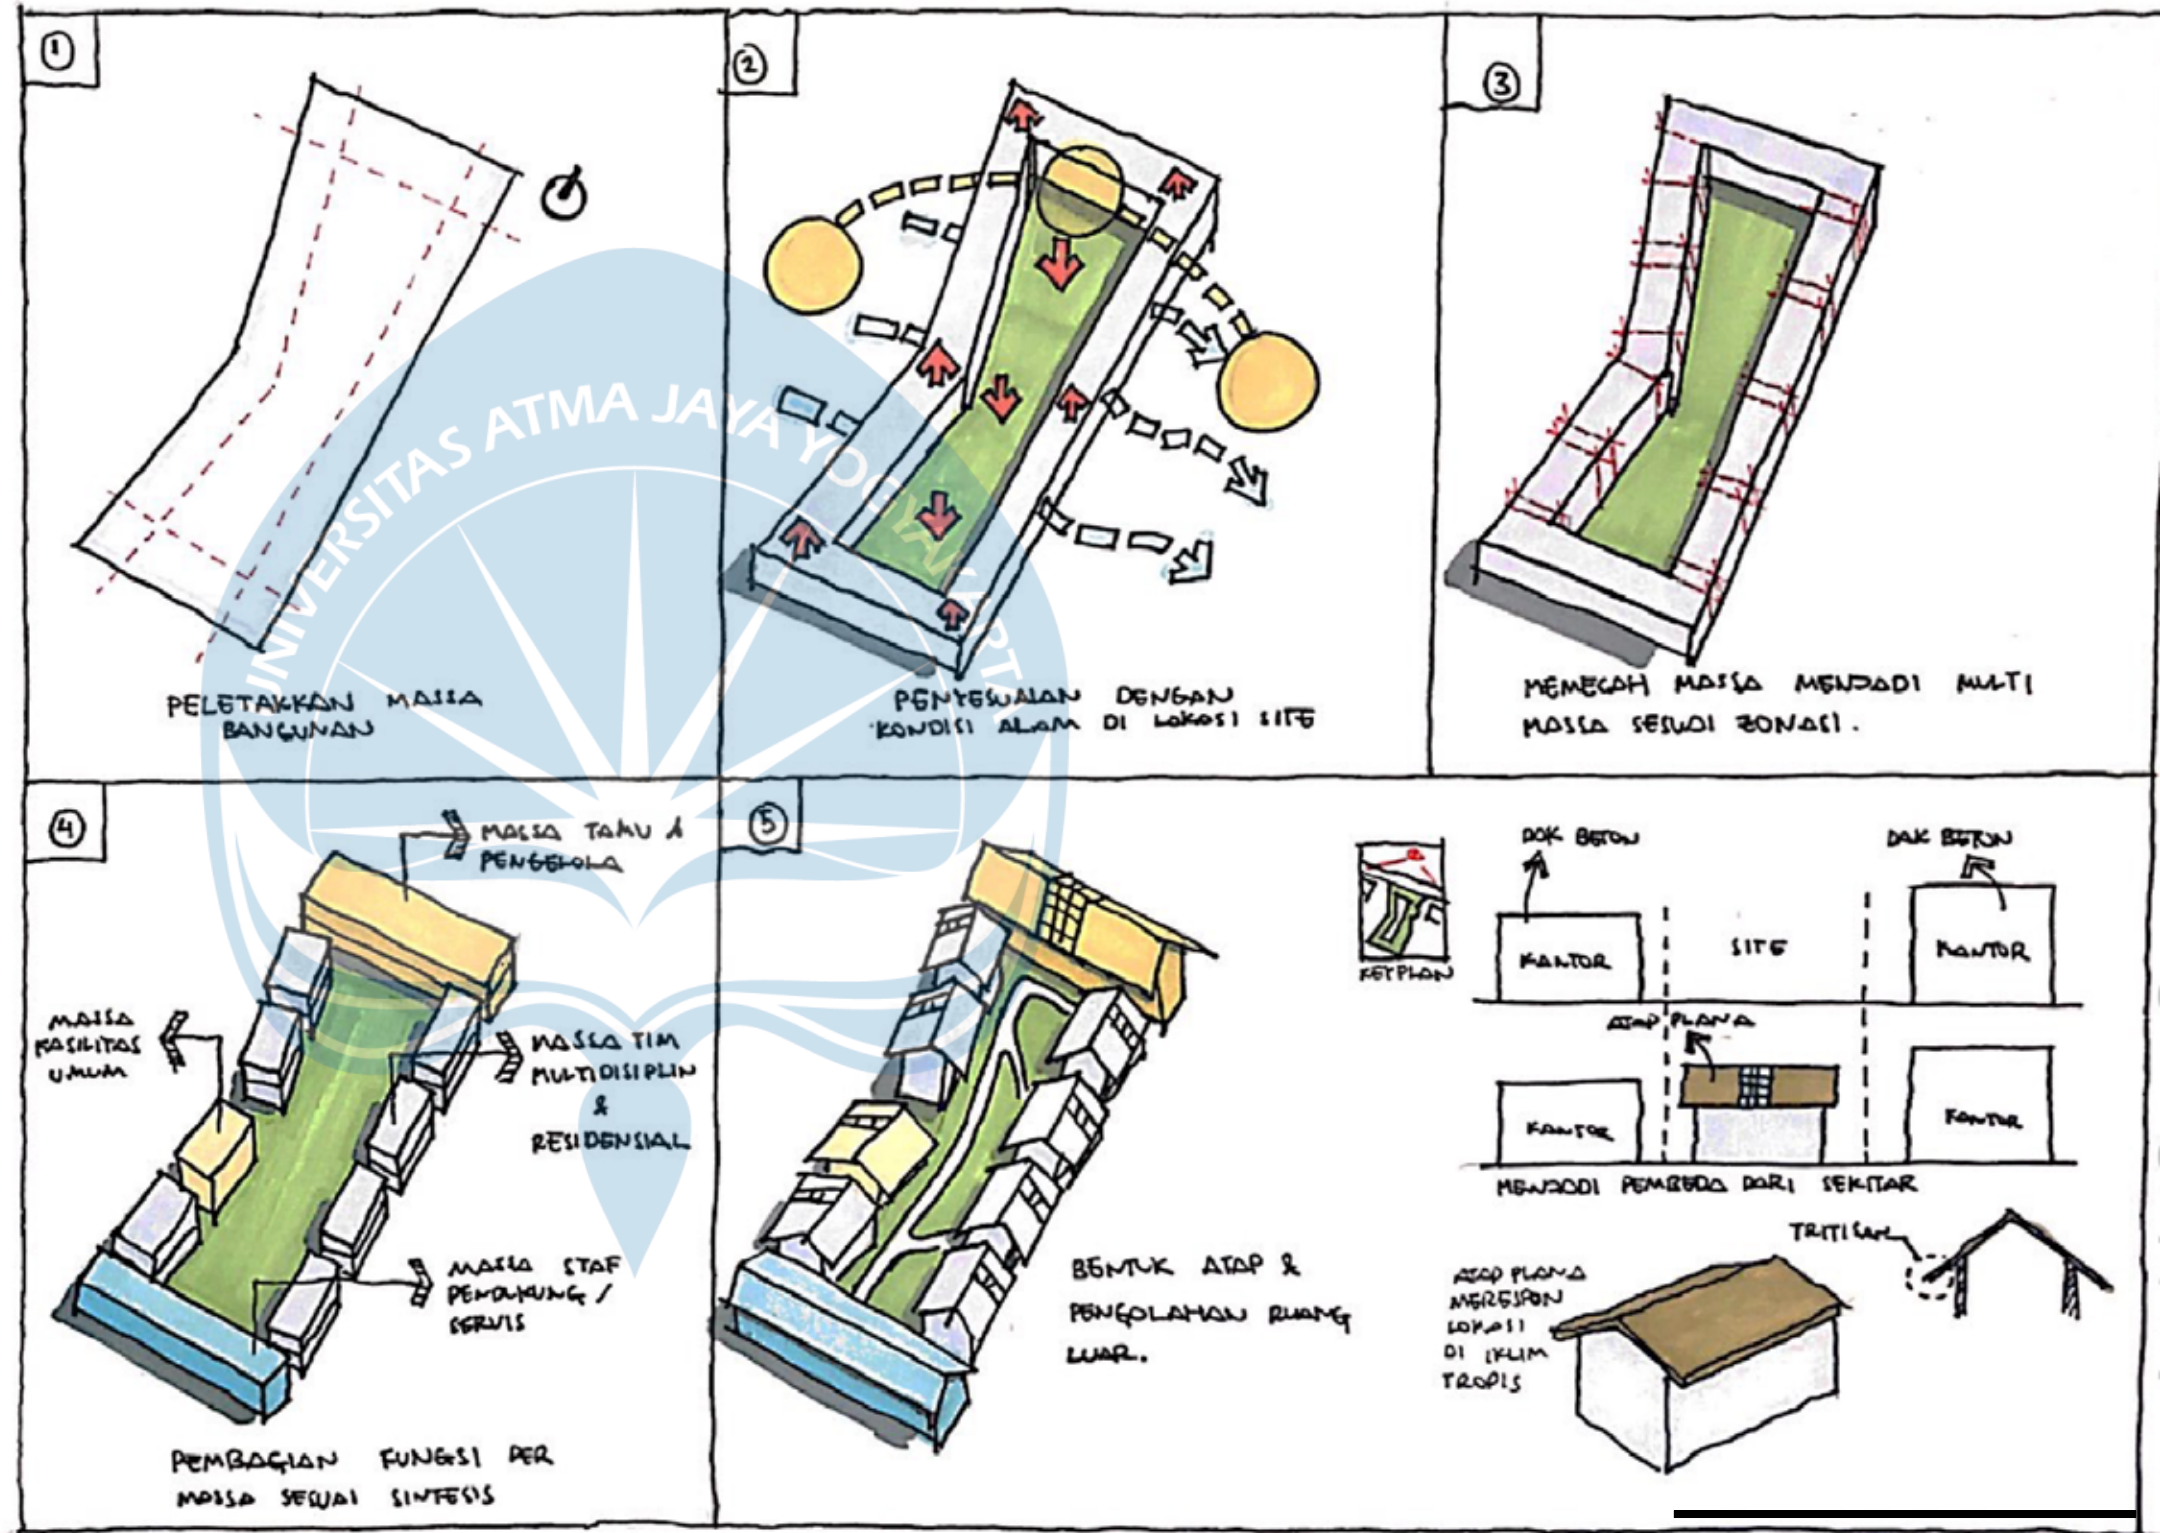 1
PELETAKKAN MASSA
BANGUNAN
2
PENYESUAIAN DENGAN
KONDISI ALAM DI LOKASI SITE
3
MEMECAH MASSA MENJADI MULTI
MASSA SESUAI ZONASI.
UNIVERSITAS ATMA JAYA YOGYAKARTA
4
MASSA TAMU &
PENGELOLA
MASSA
FASILITAS
UMUM
MASSA TIM
MULTIDISIPLIN
&
RESIDENSIAL
MASSA STAF
PENDUKUNG /
SERVIS
PEMBAGIAN FUNGSI PER
MASSA SESUAI SINTESIS
5
BENTUK ATAP &
PENGOLAHAN RUANG
LUAR.
KEYPLAN
DAK BETON
DAK BETON
KANTOR
SITE
KANTOR
ATAP PLANA
KANTOR
KANTOR
MENJADI PEMBEDA DARI SEKITAR
TRITISAN
ATAP PLANA
MERESPON
LOKASI
DI IKLIM
TROPIS